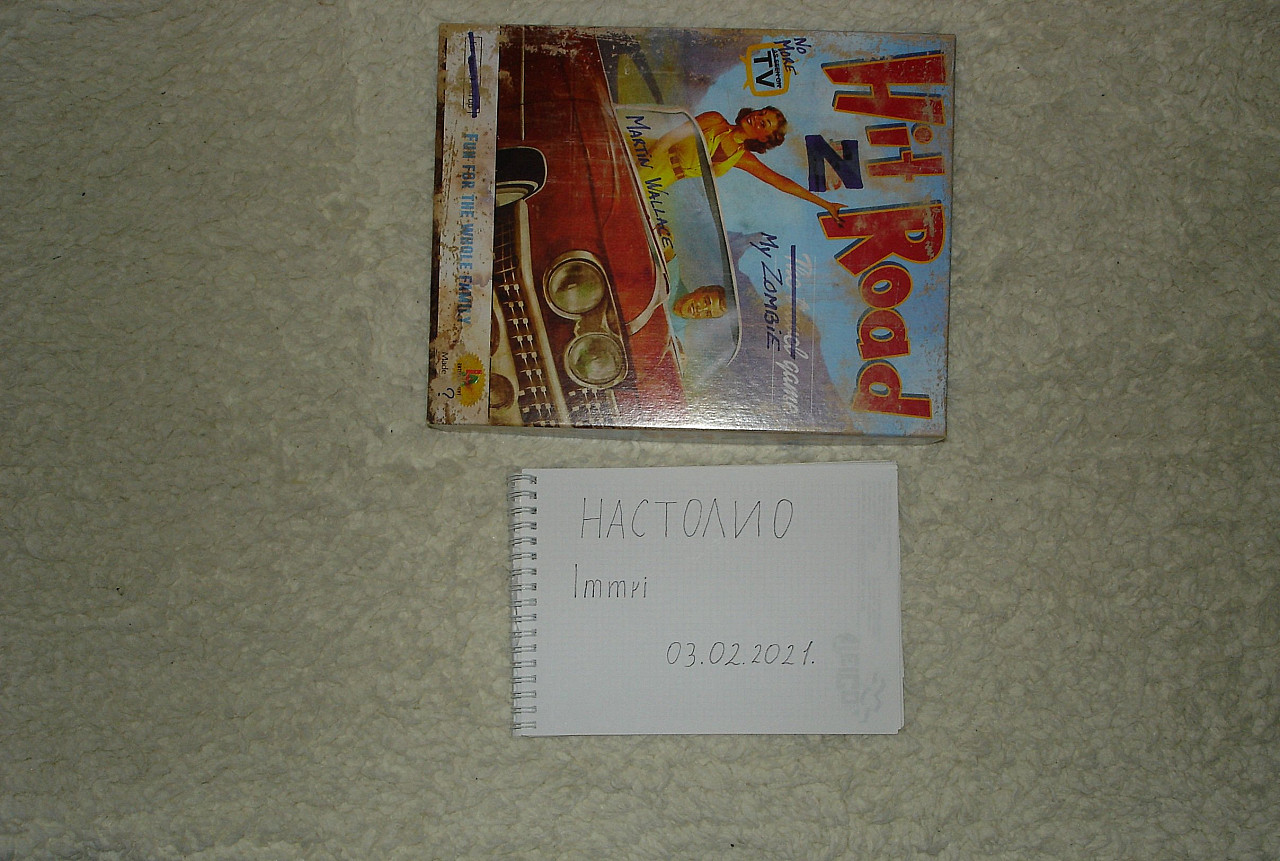 Hit
Z
Road
NO
MORE
TV
MARTIN WALLACE
MY ZOMBIE
game
FUN FOR THE WHOLE FAMILY
Made
?
НАСТОЛИО
Immri
03.02.2021.